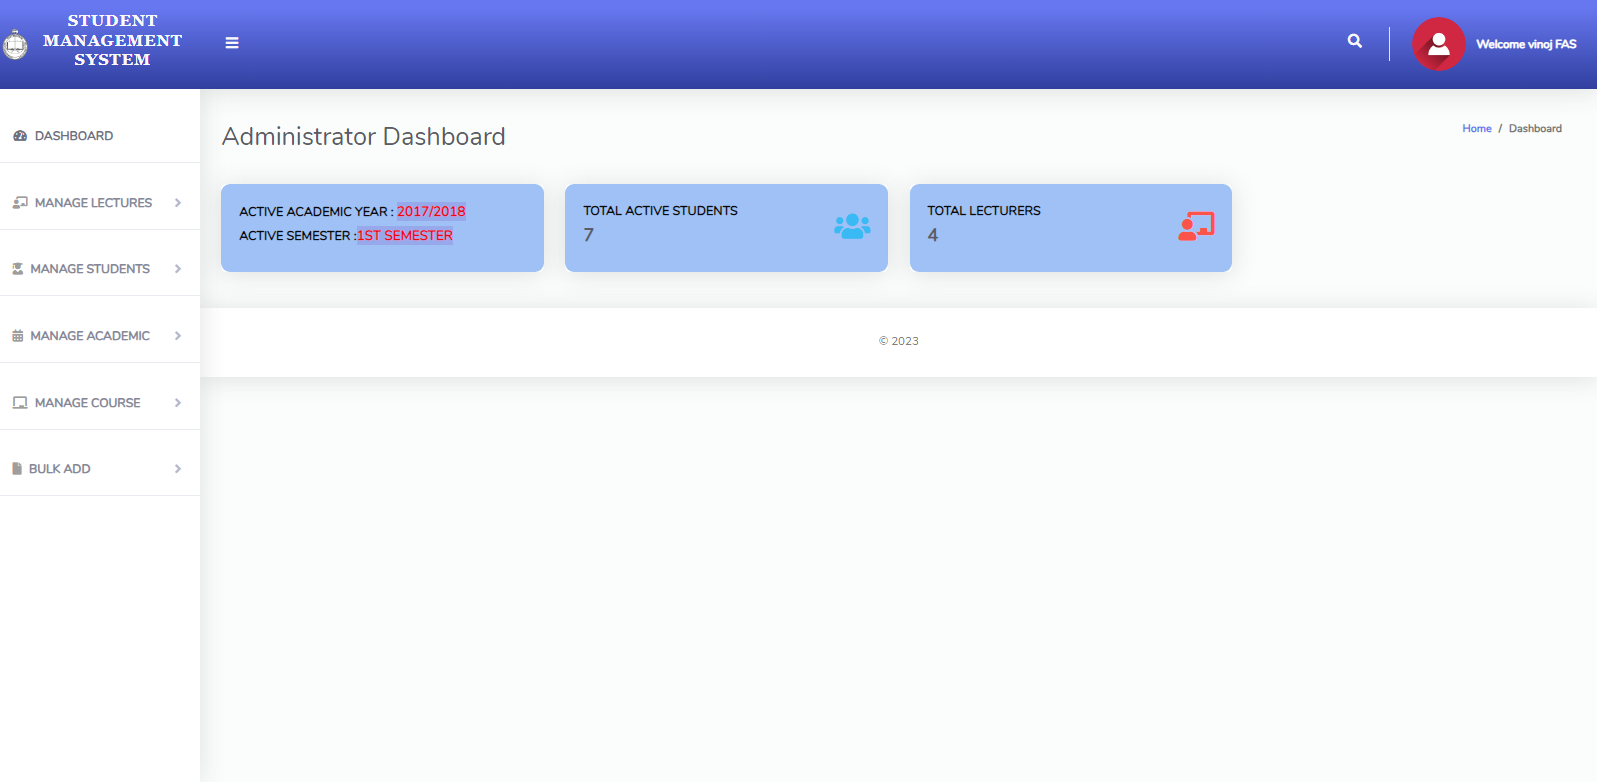 STUDENT
MANAGEMENT
SYSTEM
Welcome vinoj FAS
DASHBOARD
MANAGE LECTURES
MANAGE STUDENTS
MANAGE ACADEMIC
MANAGE COURSE
BULK ADD
Administrator Dashboard
Home / Dashboard
ACTIVE ACADEMIC YEAR : 2017/2018
ACTIVE SEMESTER :1ST SEMESTER
TOTAL ACTIVE STUDENTS
7
TOTAL LECTURERS
4
© 2023